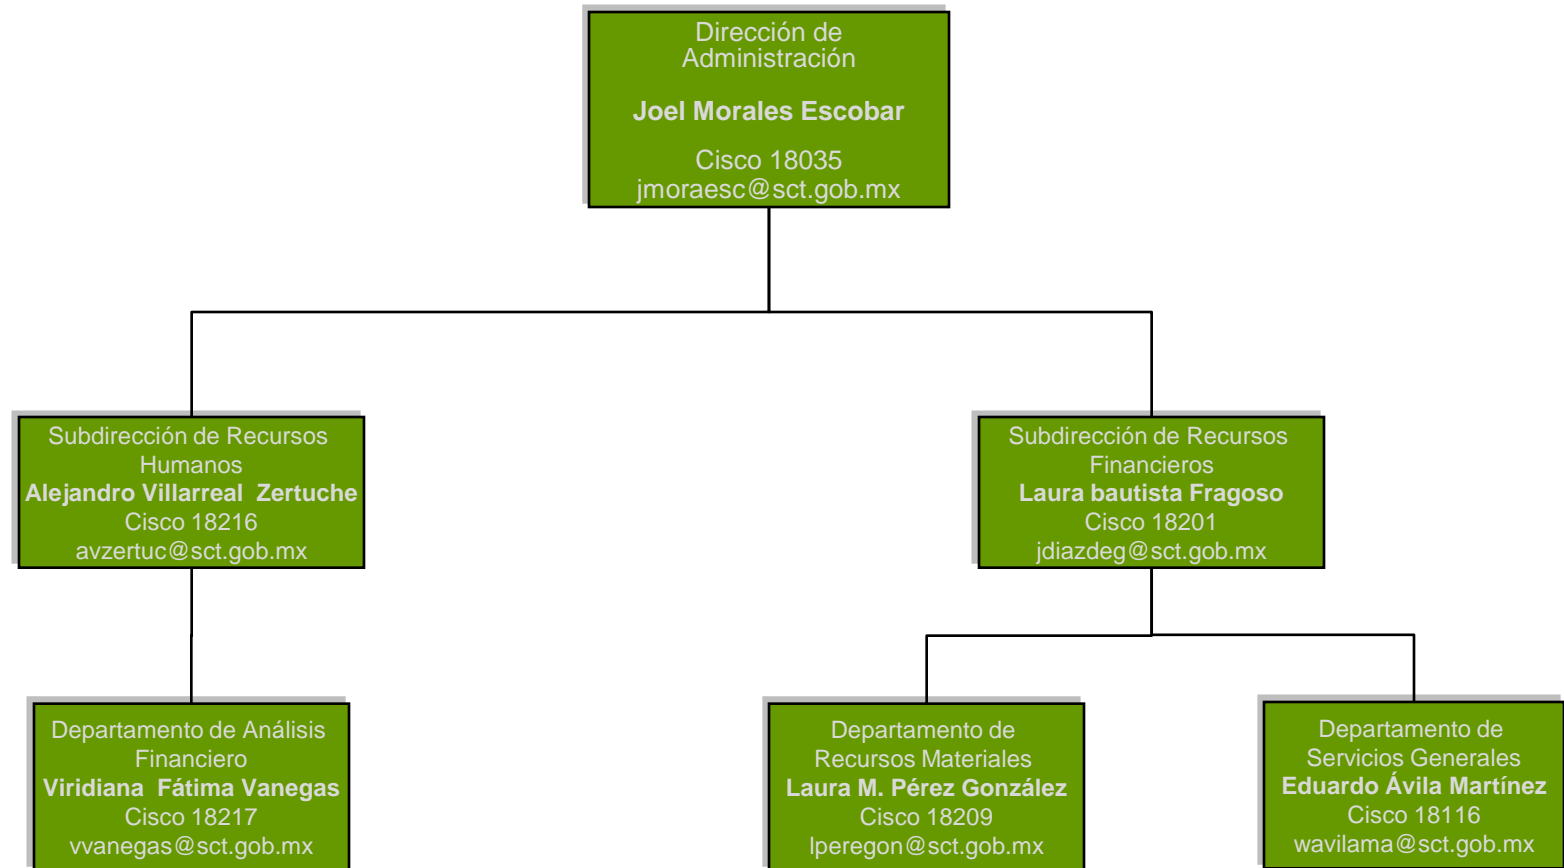 Dirección de
Administración
Joel Morales Escobar
Cisco 18035
jmoraesc@sct.gob.mx
Subdirección de Recursos
Humanos
Alejandro Villarreal  Zertuche
Cisco 18216
avzertuc@sct.gob.mx
Subdirección de Recursos
Financieros
Laura bautista Fragoso
Cisco 18201
jdiazdeg@sct.gob.mx
Departamento de Análisis
Financiero
Viridiana  Fátima Vanegas
Cisco 18217
vvanegas@sct.gob.mx
Departamento de
Recursos Materiales
Laura M. Pérez González
Cisco 18209
lperegon@sct.gob.mx
Departamento de
Servicios Generales
Eduardo Ávila Martínez
Cisco 18116
wavilama@sct.gob.mx